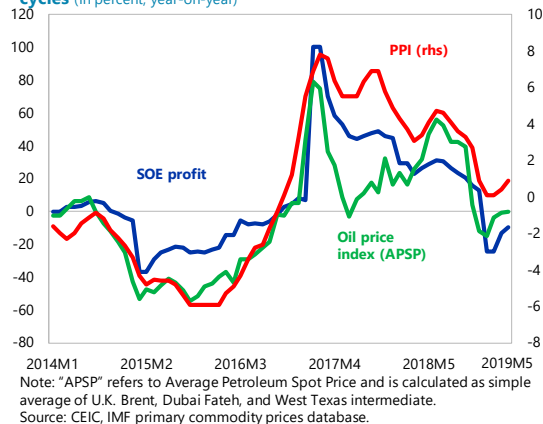 cycles (in percent, year-on-year)
120
100
80
60
40
20
0
-20
-40
-60
-80
10
8
6
4
2
0
-2
-4
-6
-8
PPI (rhs)
SOE profit
Oil price
index (APSP)
2014M1 2015M2 2016M3 2017M4 2018M5 2019M5
Note: “APSP” refers to Average Petroleum Spot Price and is calculated as simple
average of U.K. Brent, Dubai Fateh, and West Texas intermediate.
Source: CEIC, IMF primary commodity prices database.